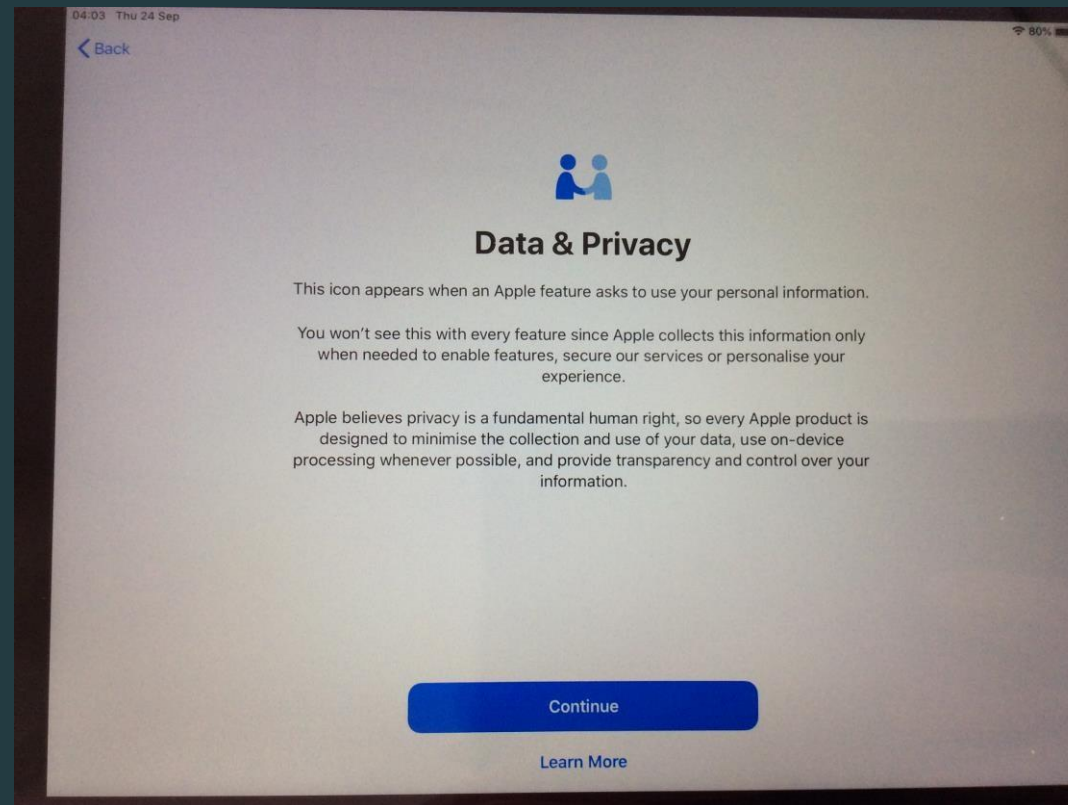 04:03 Thu 24 Sep
80%
Back
Data & Privacy
This icon appears when an Apple feature asks to use your personal information.
You won't see this with every feature since Apple collects this information only
when needed to enable features, secure our services or personalise your
experience.
Apple believes privacy is a fundamental human right, so every Apple product is
designed to minimise the collection and use of your data, use on-device
processing whenever possible, and provide transparency and control over your
information.
Continue
Learn More